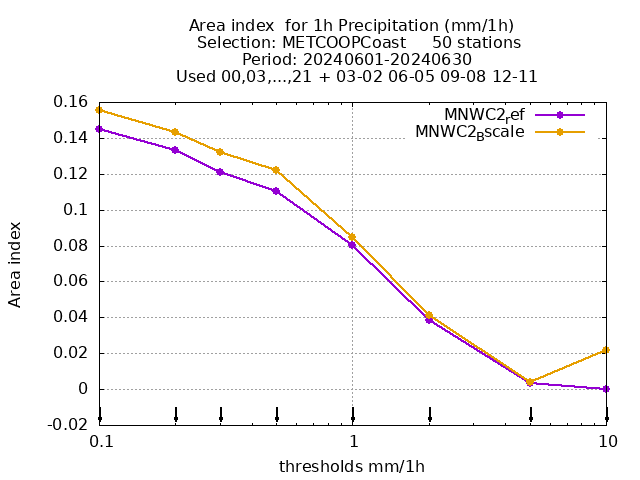 Area index  for 1h Precipitation (mm/1h)
Selection: METCOOPCoast     50 stations
Period: 20240601-20240630
Used 00,03,...,21 + 03-02 06-05 09-08 12-11
MNWC2ref
MNWC2Bscale
0.16
0.14
0.12
0.1
0.08
0.06
0.04
0.02
0
-0.02
Area index
0.1
1
10
thresholds mm/1h